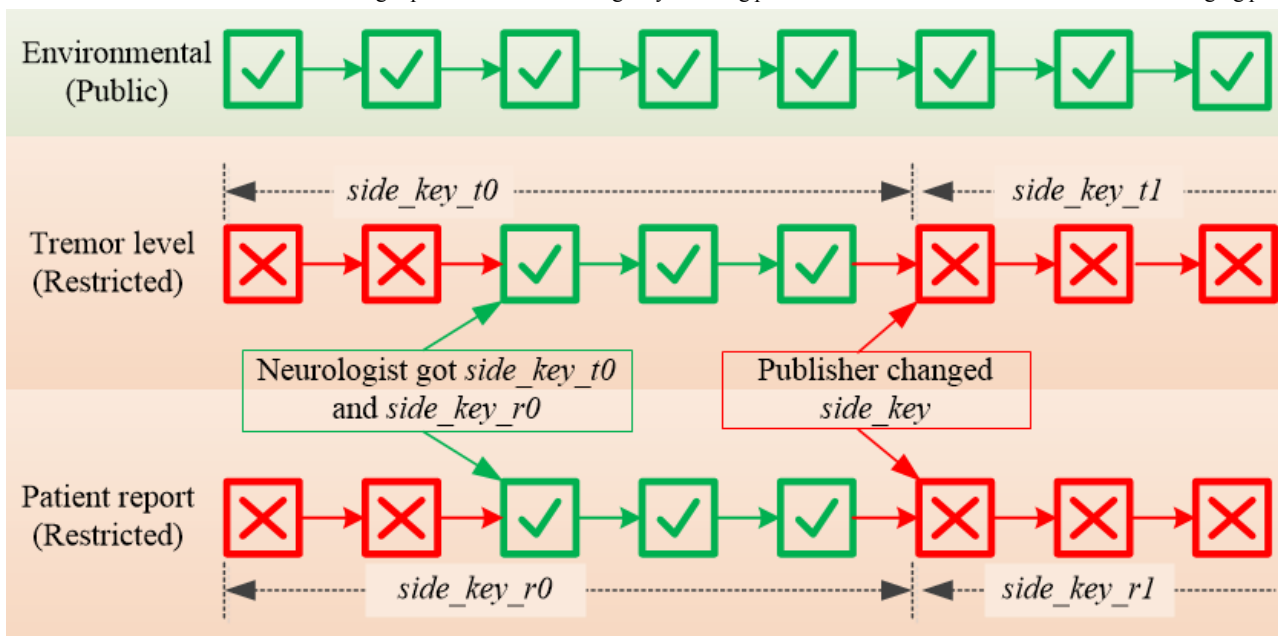 Environmental
(Public)
side_key_t0
side_key_t1
Tremor level
(Restricted)
Neurologist got side_key_t0
and side_key_r0
Publisher changed
side_key
Patient report
(Restricted)
side_key_r0
side_key_r1